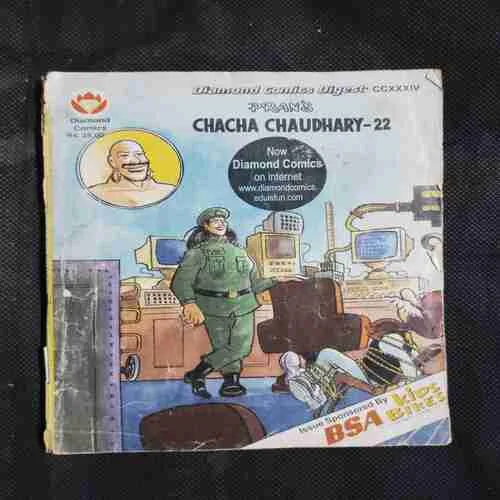 Diamond Comics Digest CCXXXIV
Diamond
Comics
PRAN'S
CHACHA CHAUDHARY-22
Now
Diamond Comics
on Internet
www.diamondcomics.
eduisfun.com
Issue Sponsored By
BSA
kids
BIKES